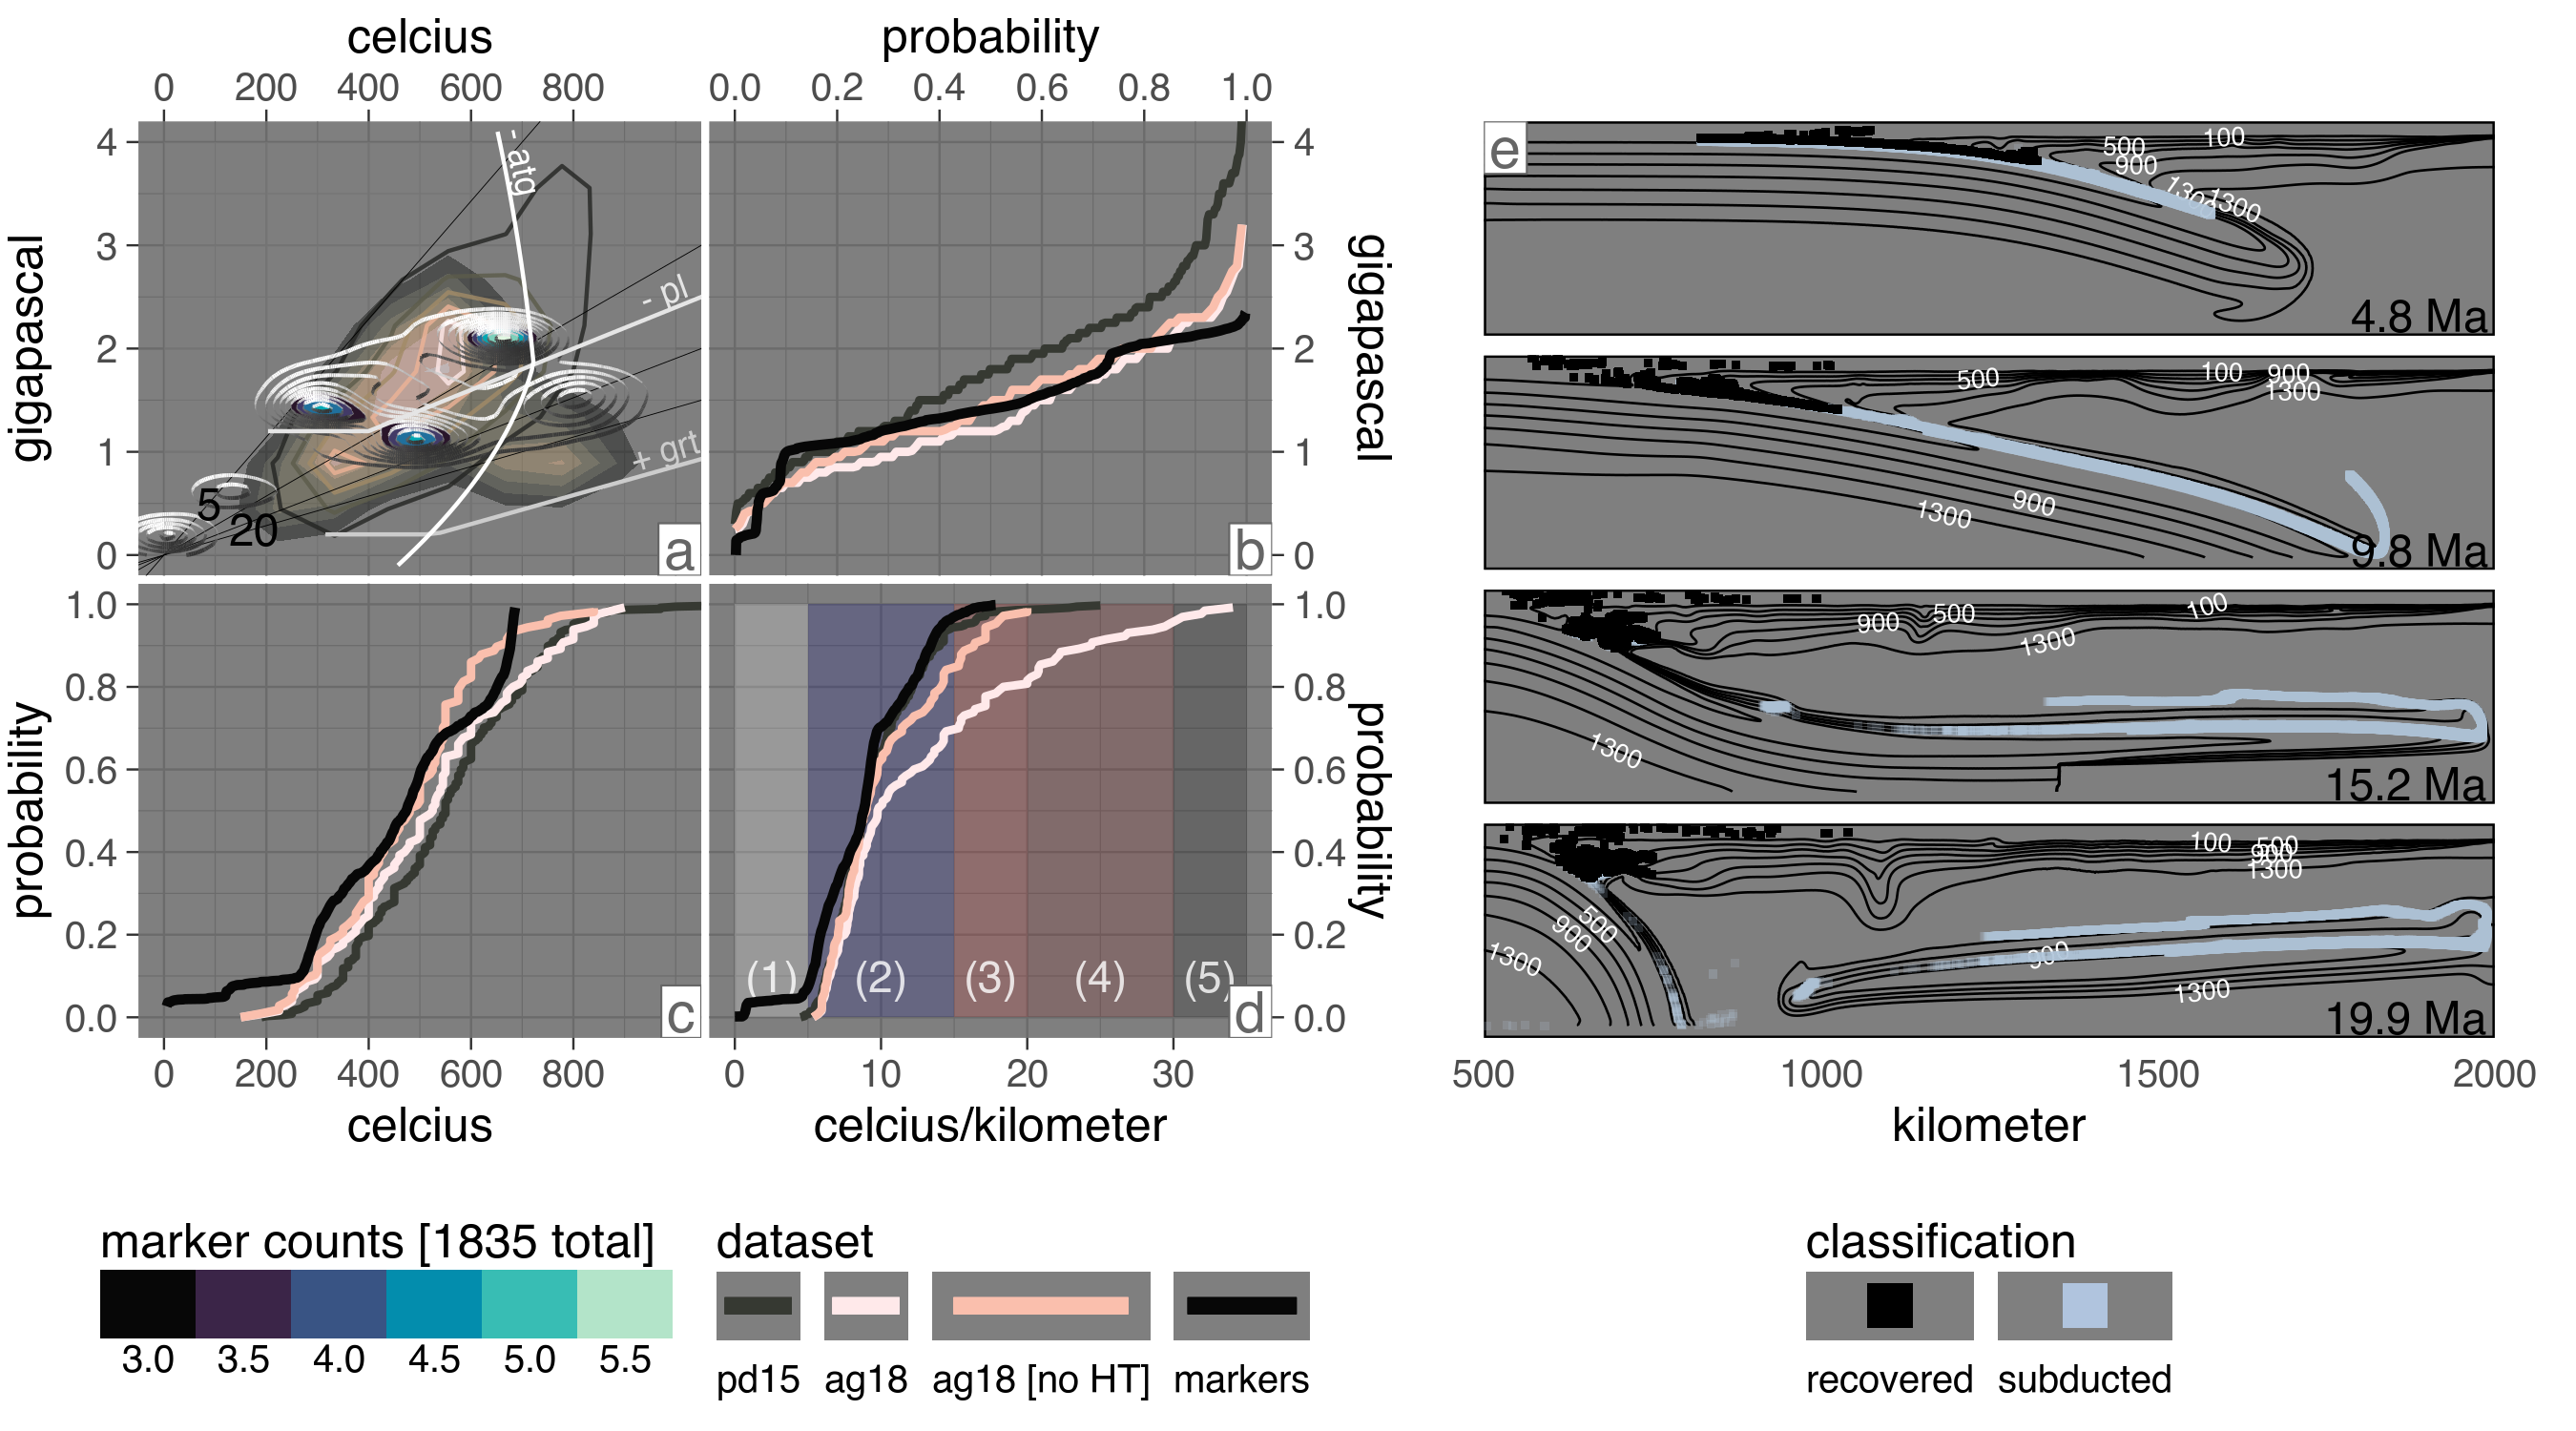 celcius
probability
0 200 400 600 800
0.0 0.2 0.4 0.6 0.8 1.0
gigapascal
4
3
2
1
0
- atg
- pl
+ grt
5
20
a
b
4
3
2
1
0
gigapascal
probability
1.0
0.8
0.6
0.4
0.2
0.0
c
(1) (2) (3) (4) (5)
d
1.0
0.8
0.6
0.4
0.2
0.0
probability
0 200 400 600 800
0 10 20 30
celcius
celcius/kilometer
e
100
500
900
1300
1300
4.8 Ma
500
100
900
1300
900
1300
9.8 Ma
100
900
500
1300
1300
15.2 Ma
100
500
900
1300
500
900
1300
900
1300
19.9 Ma
500 1000 1500 2000
kilometer
marker counts [1835 total]
3.0 3.5 4.0 4.5 5.0 5.5
dataset
pd15 ag18 ag18 [no HT] markers
classification
recovered subducted